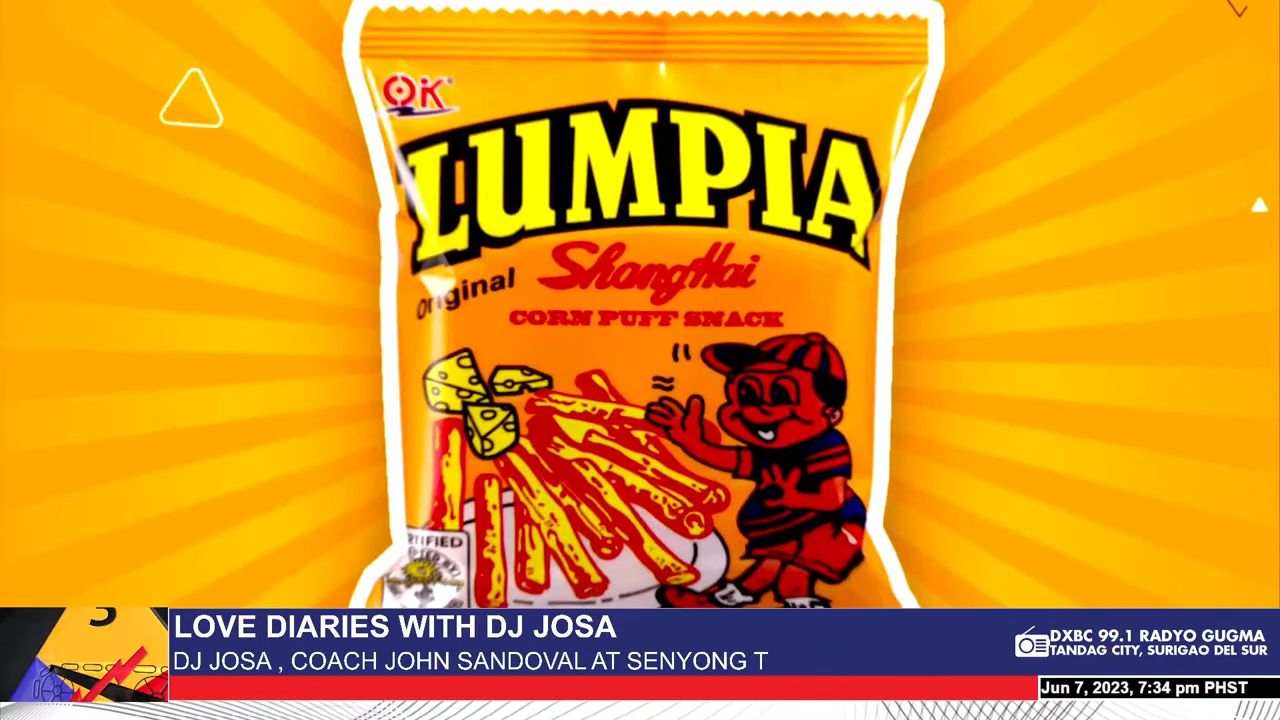 OK
LUMPIA
Original
ShangHai
CORN PUFF SNACK
TIFIED
LOVE DIARIES WITH DJ JOSA
DJ JOSA , COACH JOHN SANDOVAL AT SENYONG T
DXBC 99.1 RADYO GUGMA
TANDAG CITY, SURIGAO DEL SUR
Jun 7, 2023, 7:34 pm PHST